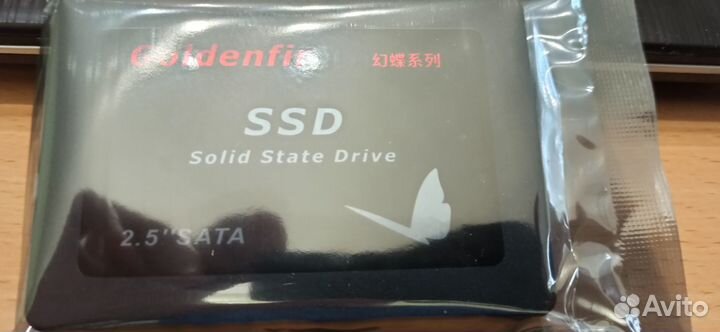 Goldenfir 幻蝶系列
SSD
Solid State Drive
2.5''SATA
Avito